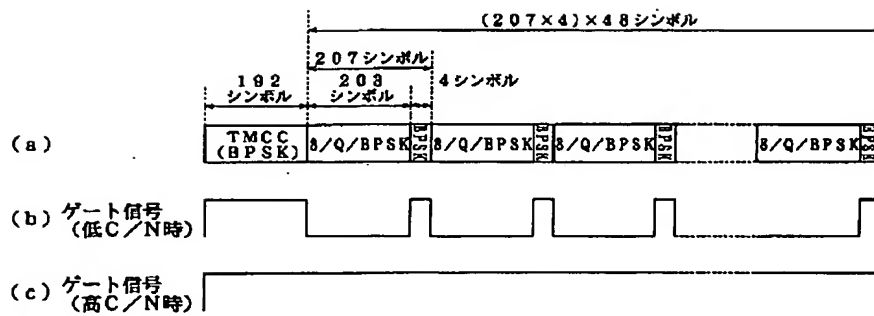 (207×4)×48シンボル
207シンボル
192
シンボル
203
シンボル
4シンボル
(a)
TMCC
(BPSK)
8/Q/BPSK
BPSK
8/Q/BPSK
BPSK
8/Q/BPSK
BPSK
8/Q/BPSK
BPSK
(b) ゲート信号
(低C/N時)
(c) ゲート信号
(高C/N時)